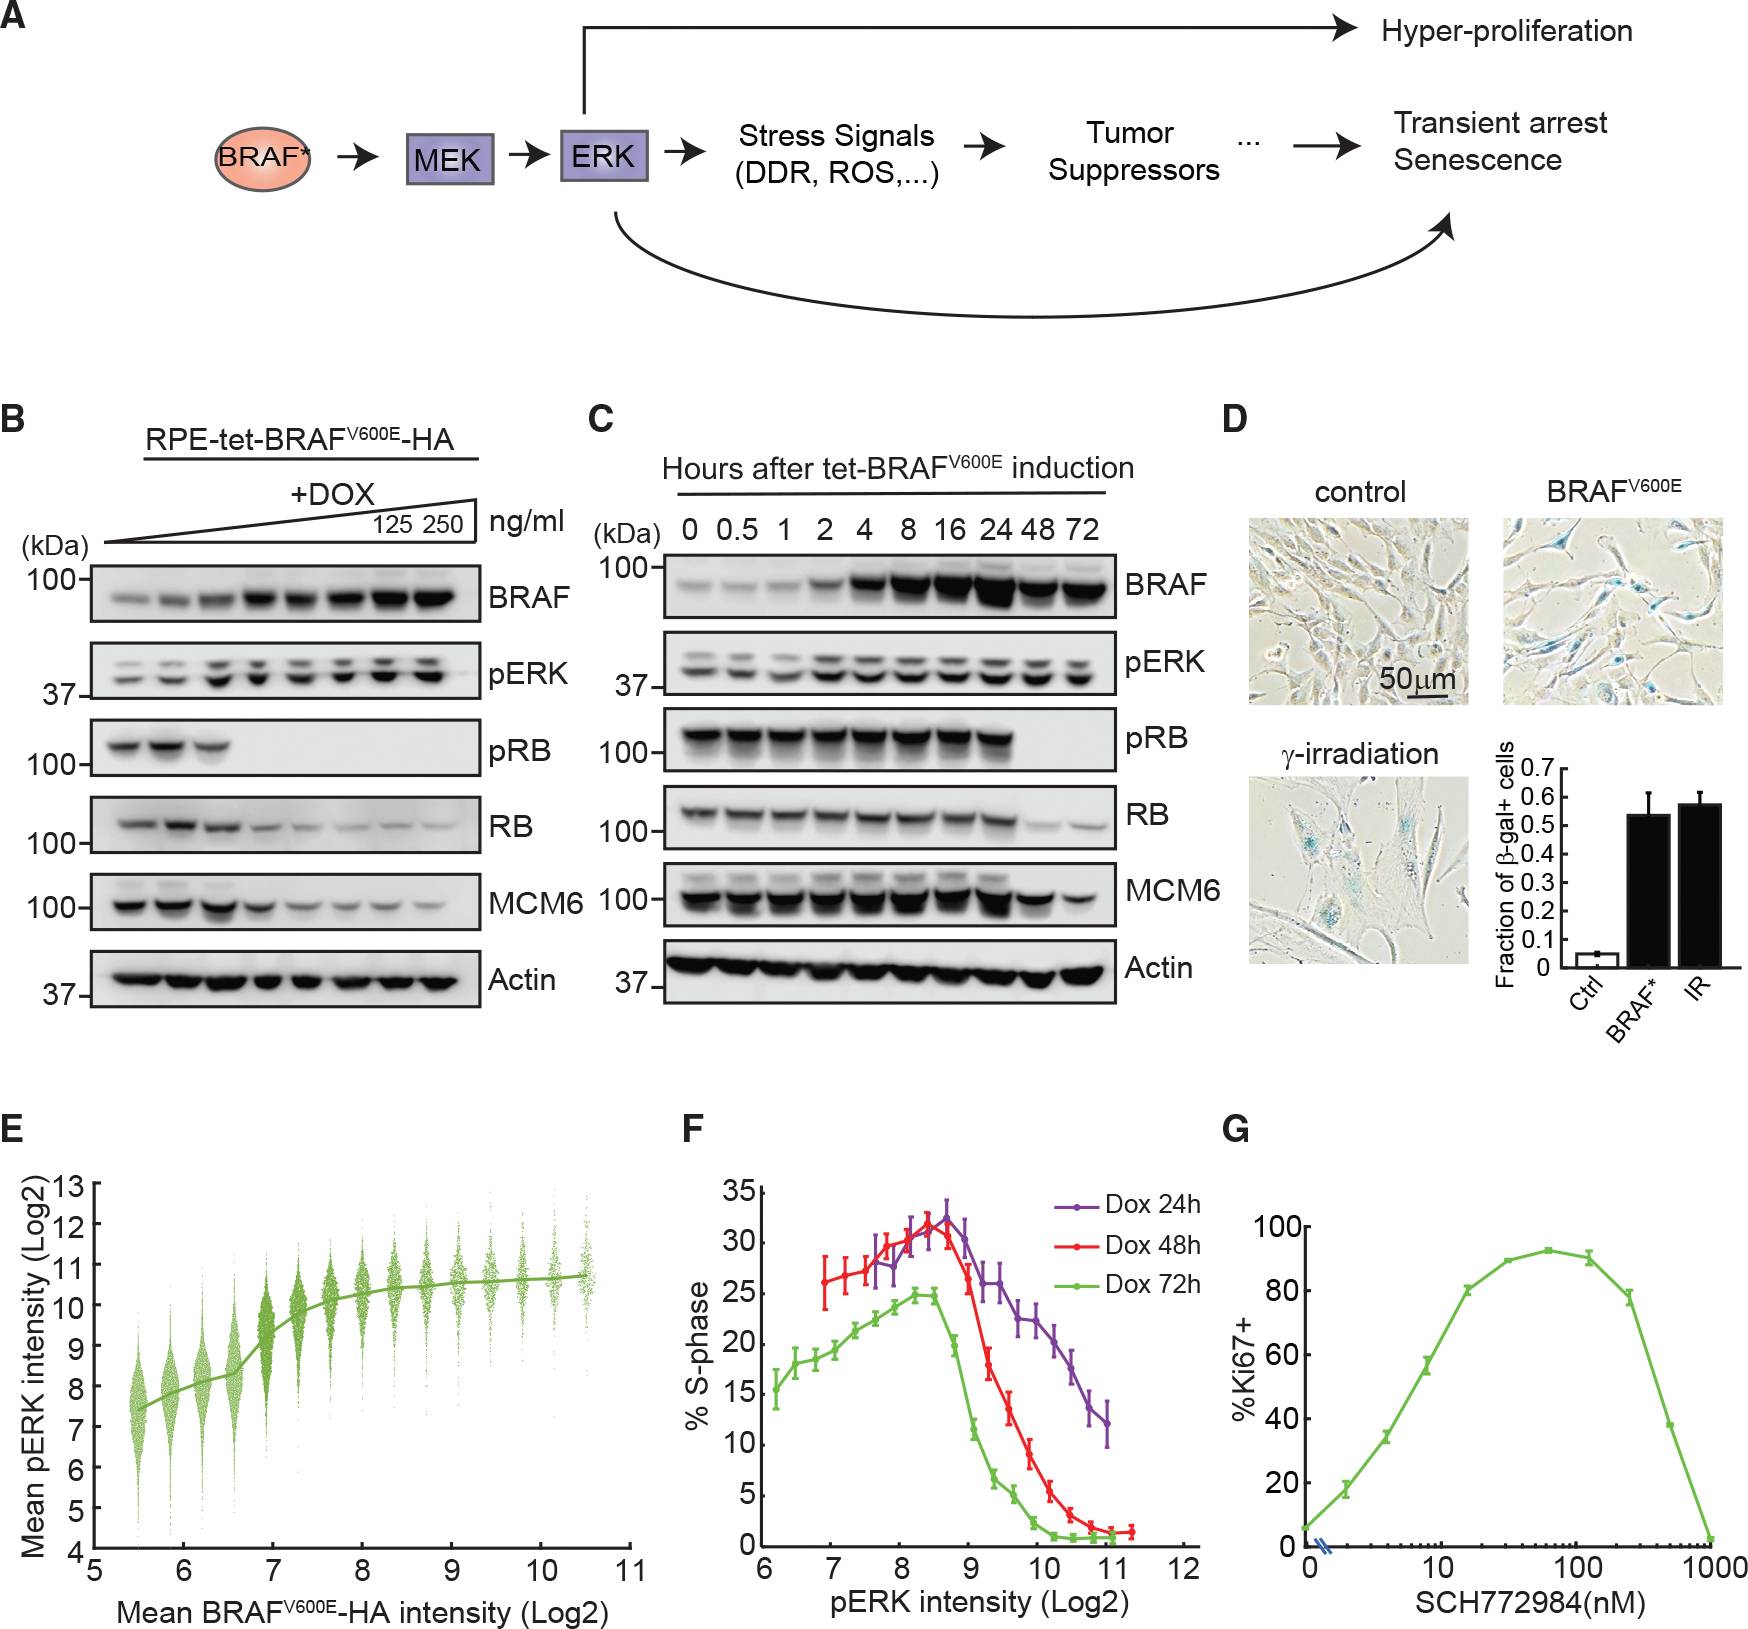 A
Hyper-proliferation
BRAF*
MEK
ERK
Stress Signals
(DDR, ROS,...)
Tumor
Suppressors
...
Transient arrest
Senescence
B
RPE-tet-BRAFV600E-HA
+DOX
125 250 ng/ml
(kDa)
100 BRAF
37 pERK
100 pRB
100 RB
100 MCM6
37 Actin
C
Hours after tet-BRAFV600E induction
(kDa) 0 0.5 1 2 4 8 16 24 48 72
100 BRAF
37 pERK
100 pRB
100 RB
100 MCM6
37 Actin
D
control
BRAFV600E
50μm
γ-irradiation
Fraction of β-gal+ cells
0.7
0.6
0.5
0.4
0.3
0.2
0.1
0
Ctrl
BRAF*
IR
E
Mean pERK intensity (Log2)
13
12
11
10
9
8
7
6
5
4
5 6 7 8 9 10 11
Mean BRAFV600E-HA intensity (Log2)
F
% S-phase
35
30
25
20
15
10
5
0
Dox 24h
Dox 48h
Dox 72h
6 7 8 9 10 11 12
pERK intensity (Log2)
G
%Ki67+
100
80
60
40
20
0
0 10 100 1000
SCH772984(nM)